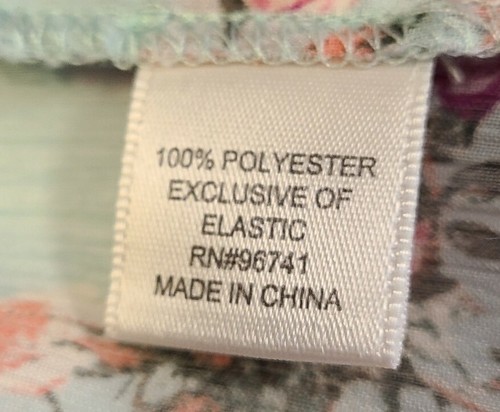 100% POLYESTER
EXCLUSIVE OF
ELASTIC
RN#96741
MADE IN CHINA